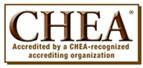 CHEA®
Accredited by a CHEA-recognized
accrediting organization